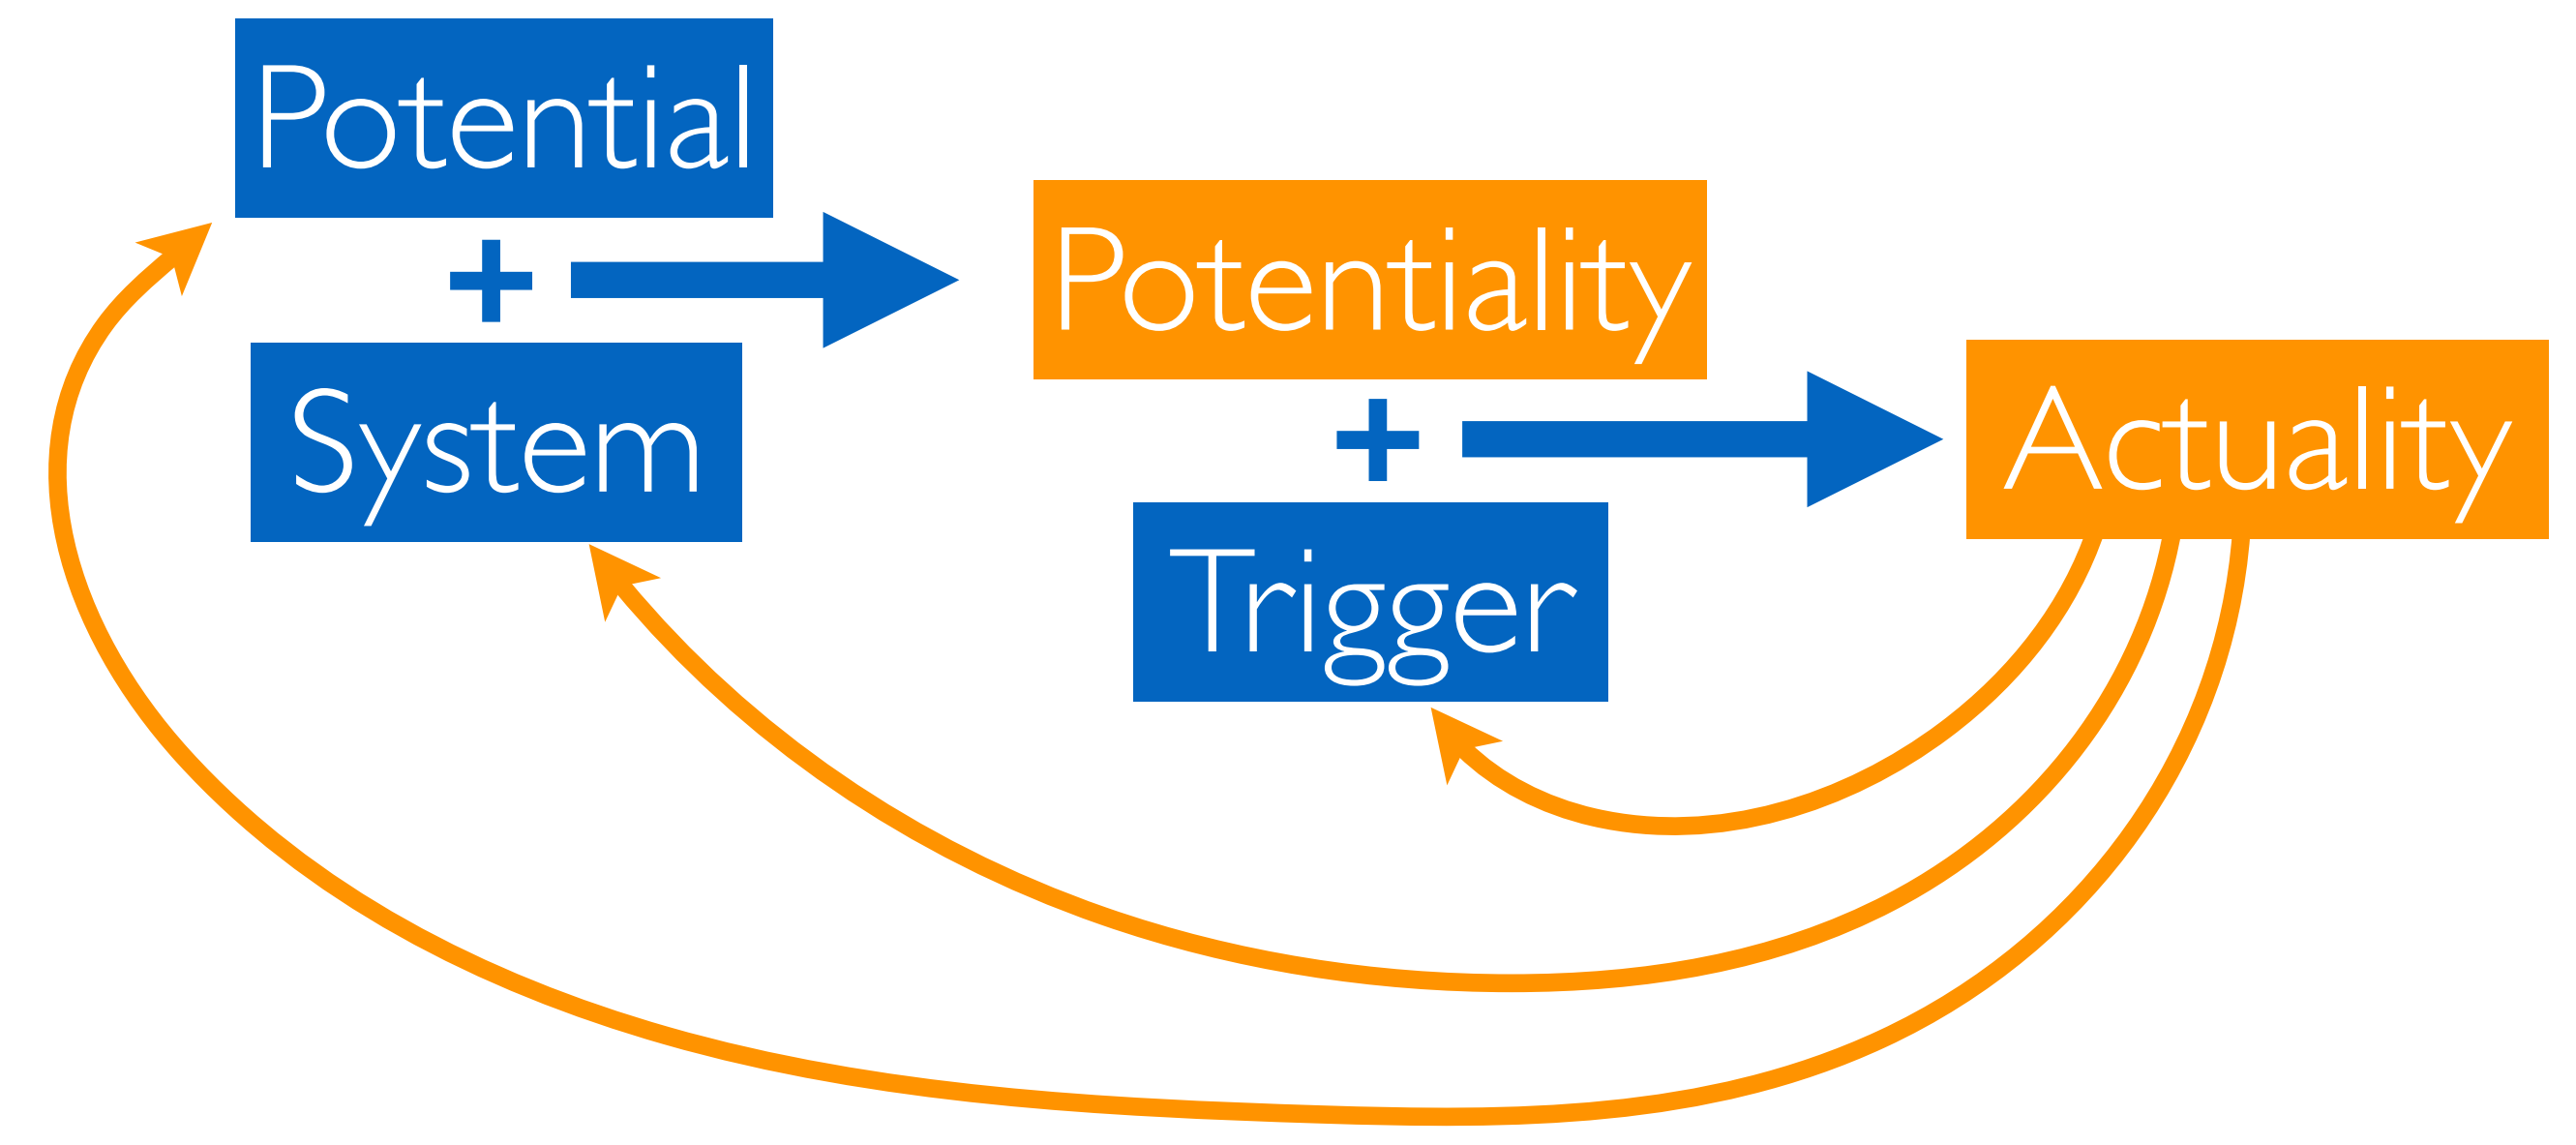 Potential
+
System
Potentiality
+
Trigger
Actuality